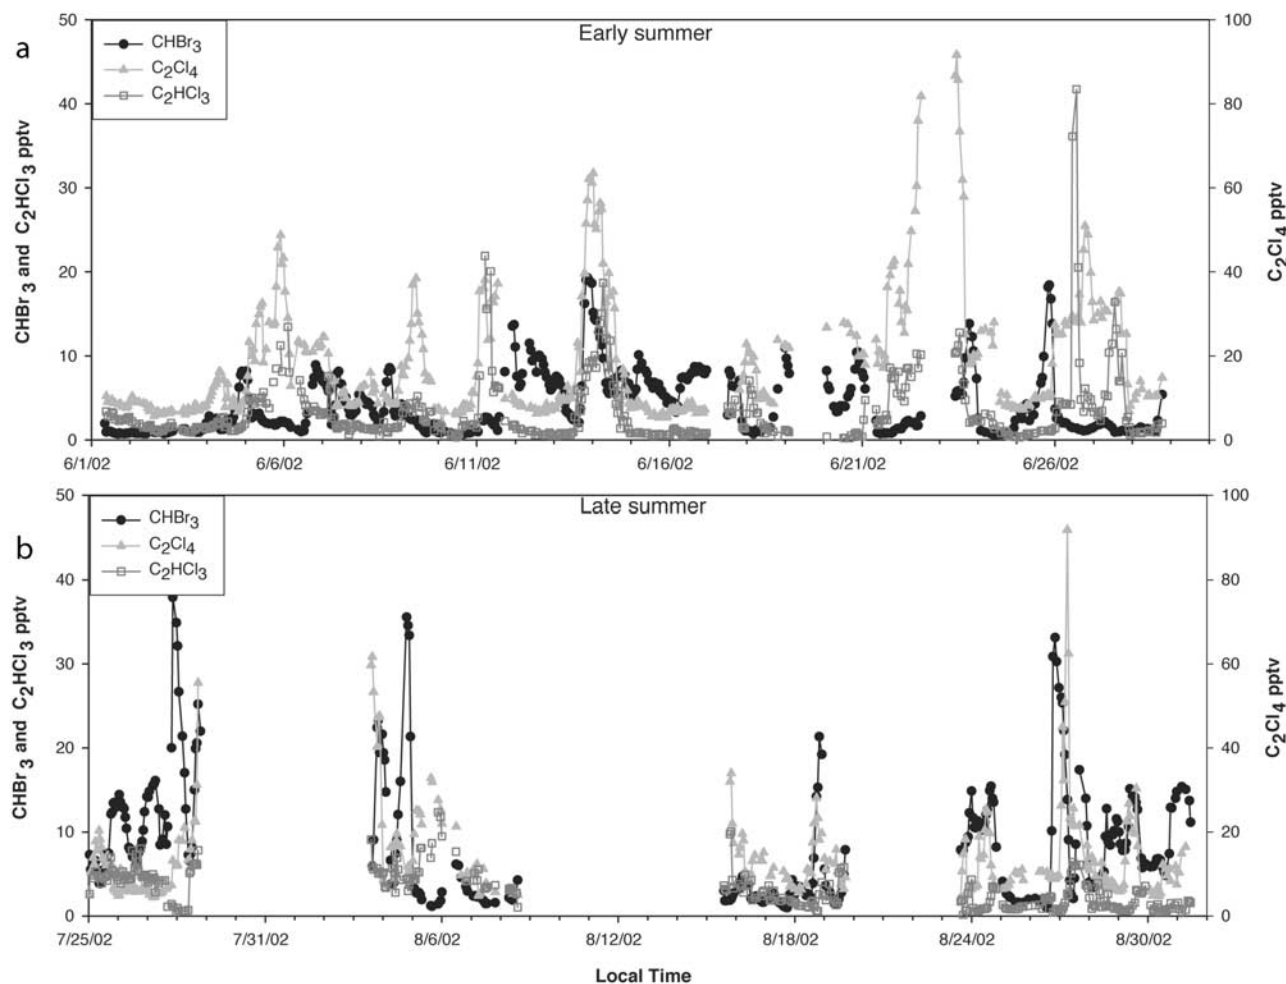 a
Early summer
CHBr3
C2Cl4
C2HCl3
50
40
30
20
10
0
100
80
60
40
20
0
CHBr3 and C2HCl3 pptv
C2Cl4 pptv
6/1/02 6/6/02 6/11/02 6/16/02 6/21/02 6/26/02
b
Late summer
CHBr3
C2Cl4
C2HCl3
50
40
30
20
10
0
100
80
60
40
20
0
CHBr3 and C2HCl3 pptv
C2Cl4 pptv
7/25/02 7/31/02 8/6/02 8/12/02 8/18/02 8/24/02 8/30/02
Local Time